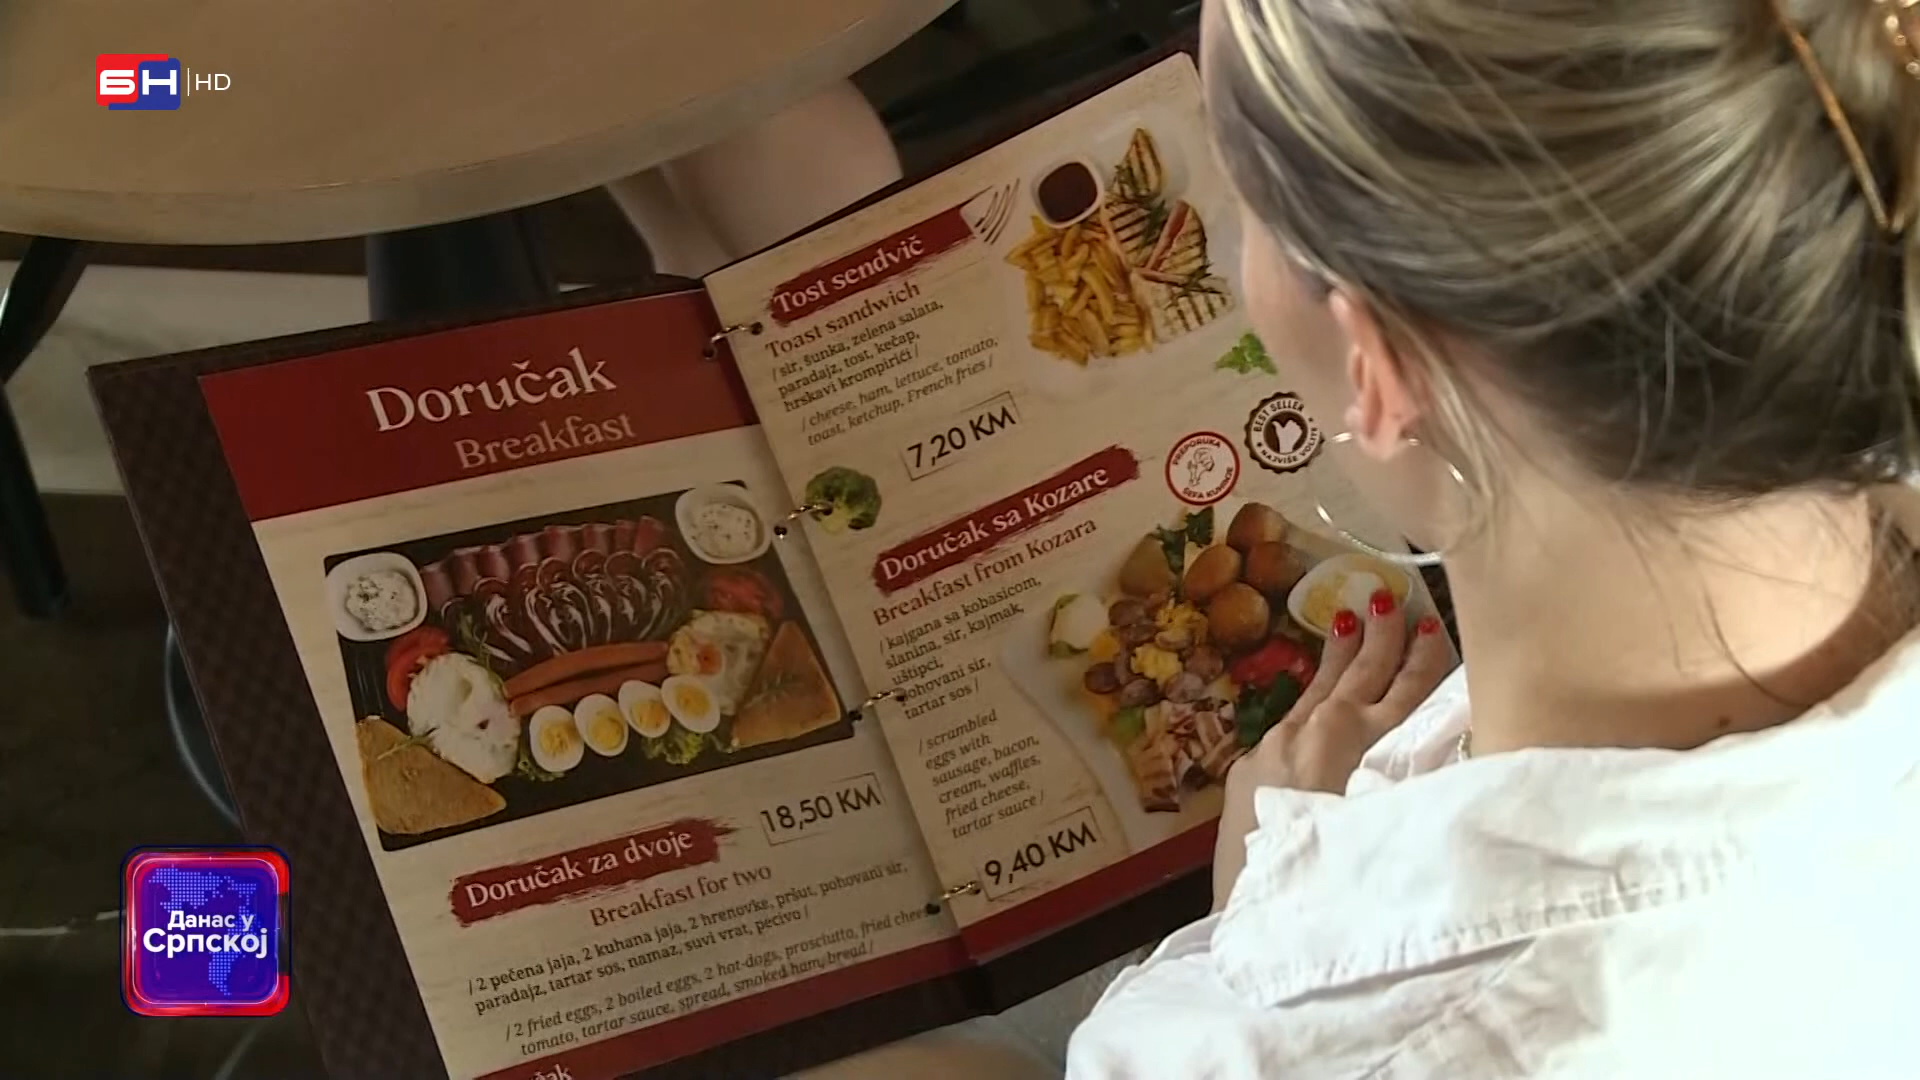 БН HD
Doručak
Breakfast
18,50 KM
Doručak za dvoje
Breakfast for two
/ 2 pečena jaja, 2 kuhana jaja, 2 hrenovke, pršut, pohovani sir,
paradajz, tartar sos, namaz, suvi vrat, pecivo /
/ 2 fried eggs, 2 boiled eggs, 2 hot-dogs, prosciutto, fried
tomato, tartar sauce, spread, smoked ham, bread /
Tost sendvič
Toast sandwich
/ sir, šunka, zelena salata,
paradajz, tost, kečap,
hrskavi krompirići /
/ cheese, ham, lettuce, tomato,
toast, ketchup, French fries /
7,20 KM
PREPORUKA
ŠEFA KUHINJE
BEST SELLER
NAJVIŠE VOLITE
Doručak sa Kozare
Breakfast from Kozara
/ kajgana sa kobasicom,
slanina, sir, kajmak,
uštipci,
pohovani sir,
tartar sos /
/ scrambled
eggs with
sausage, bacon,
cream, waffles,
fried cheese,
tartar sauce /
9,40 KM
Данас у
Српској